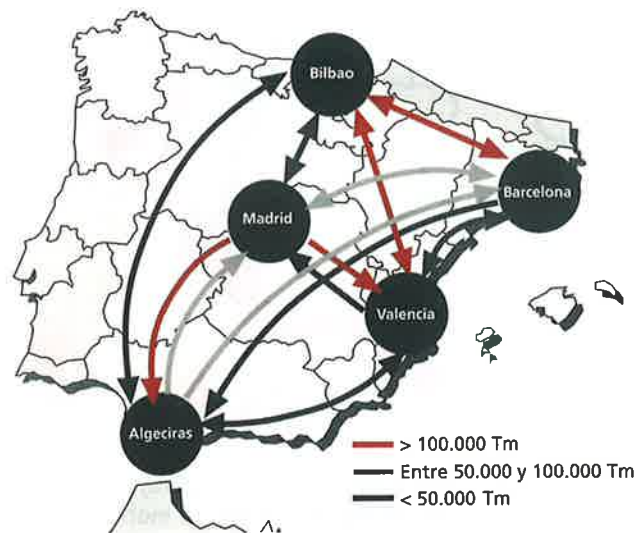 Bilbao
Barcelona
Madrid
Valencia
Algeciras
> 100.000 Tm
Entre 50.000 y 100.000 Tm
< 50.000 Tm